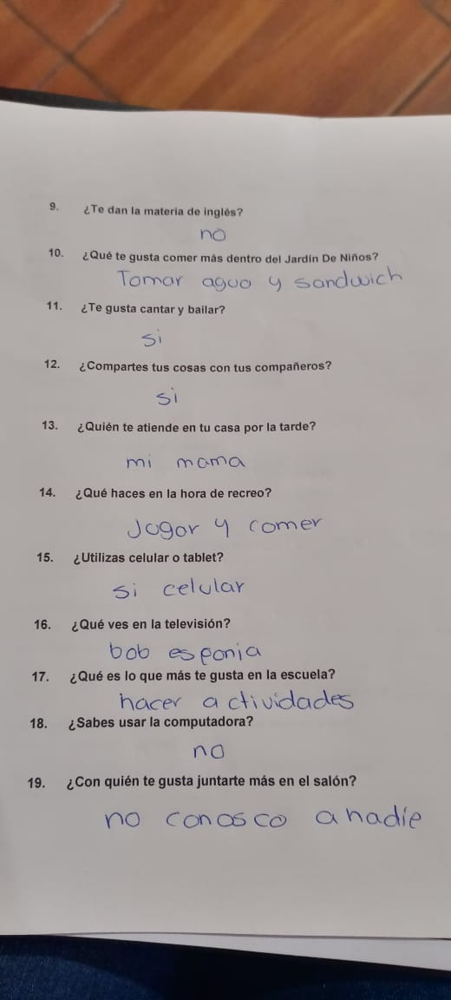 9. ¿Te dan la materia de inglés?
no
10. ¿Qué te gusta comer más dentro del Jardín De Niños?
Tomar agua y sandwich
11. ¿Te gusta cantar y bailar?
si
12. ¿Compartes tus cosas con tus compañeros?
si
13. ¿Quién te atiende en tu casa por la tarde?
mi mama
14. ¿Qué haces en la hora de recreo?
Jugar y comer
15. ¿Utilizas celular o tablet?
si celular
16. ¿Qué ves en la televisión?
bob esponja
17. ¿Qué es lo que más te gusta en la escuela?
hacer actividades
18. ¿Sabes usar la computadora?
no
19. ¿Con quién te gusta juntarte más en el salón?
no conosco a nadie